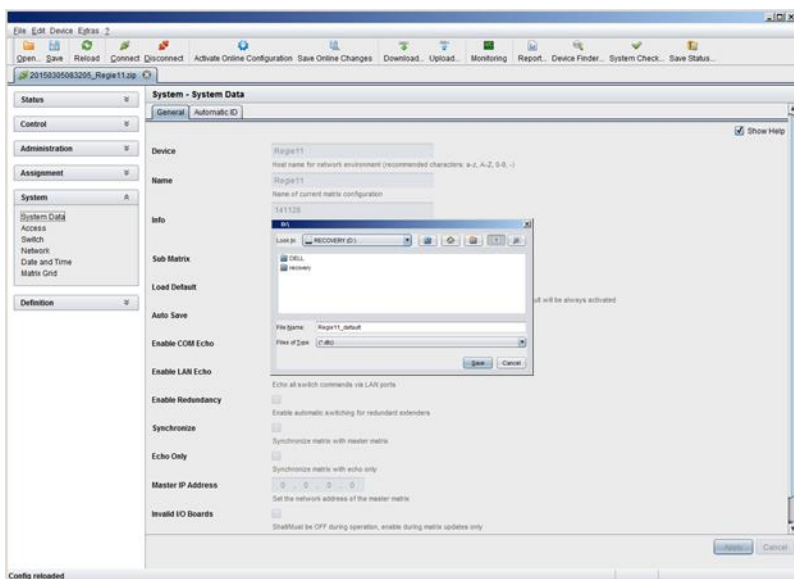 File Edit Device Extras ?
Open... Save Reload Connect Disconnect Activate Online Configuration Save Online Changes Download... Upload... Monitoring Report... Device Finder... System Check... Save Status...
20150305083205_Regie11.zip
Status
Control
Administration
Assignment
System
System Data
Access
Switch
Network
Date and Time
Matrix Grid
Definition
System - System Data
General Automatic ID
Show Help
Device Regie11
Host name for network environment (recommended characters: a-z, A-Z, 0-9, -)
Name Regie11
Name of current matrix configuration
Info 141128
Sub Matrix
Load Default
ult will be always activated
Auto Save
Enable COM Echo
Enable LAN Echo
Echo all switch commands via LAN ports
Enable Redundancy
Enable automatic switching for redundant extenders
Synchronize
Synchronize matrix with master matrix
Echo Only
Synchronize matrix with echo only
Master IP Address 0 . 0 . 0 . 0
Set the network address of the master matrix
Invalid I/O Boards
Shall/Must be OFF during operation, enable during matrix updates only
D:\
Look In: RECOVERY (D:)
DELL
recovery
File Name: Regie11_default
Files of Type: (*.dtc)
Save Cancel
Apply Cancel
Config reloaded